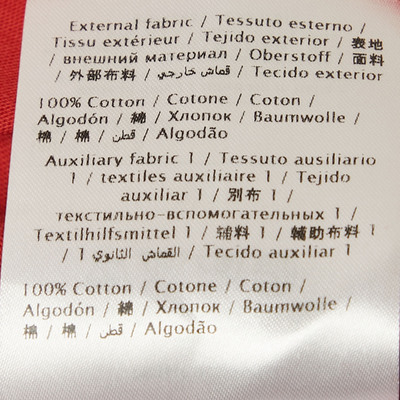 External fabric / Tessuto esterno /
Tissu extérieur / Tejido exterior / 表地
/ внешний материал / Oberstoff / 面料
/ 外部布料 / قماش خارجي / Tecido exterior
100% Cotton / Cotone / Coton /
Algodón / 綿 / Хлопок / Baumwolle /
棉 / 棉 / قطن / Algodão
Auxiliary fabric 1 / Tessuto ausiliario
1 / textiles auxiliaire 1 / Tejido
auxiliar 1 / 別布 1 /
текстильно-вспомогательных 1 /
Textilhilfsmittel 1 / 辅料 1 / 輔助布料 1
/ القماش الثانوي 1 / Tecido auxiliar 1
100% Cotton / Cotone / Coton /
Algodón / 綿 / Хлопок / Baumwolle /
棉 / 棉 / قطن / Algodão